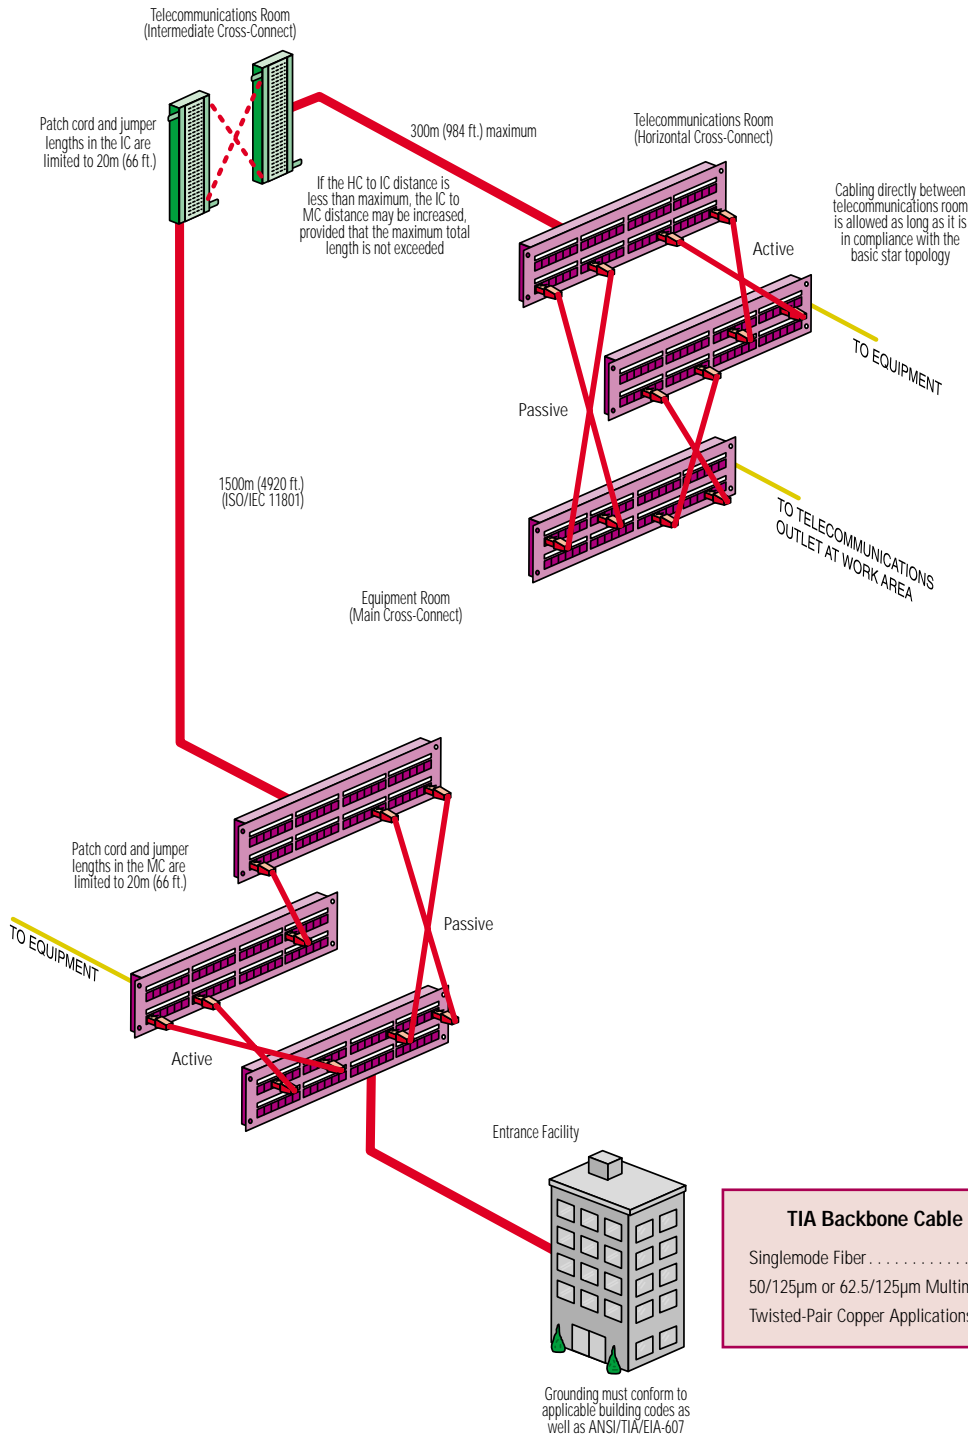 Telecommunications Room
(Intermediate Cross-Connect)
Patch cord and jumper
lengths in the IC are
limited to 20m (66 ft.)
300m (984 ft.) maximum
If the HC to IC distance is
less than maximum, the IC to
MC distance may be increased,
provided that the maximum total
length is not exceeded
Telecommunications Room
(Horizontal Cross-Connect)
Cabling directly between
telecommunications room
is allowed as long as it is
in compliance with the
basic star topology
Active
TO EQUIPMENT
Passive
TO TELECOMMUNICATIONS
OUTLET AT WORK AREA
1500m (4920 ft.)
(ISO/IEC 11801)
Equipment Room
(Main Cross-Connect)
Patch cord and jumper
lengths in the MC are
limited to 20m (66 ft.)
Passive
TO EQUIPMENT
Active
Entrance Facility
TIA Backbone Cable
Singlemode Fiber . . . . . . . . . . . .
50/125µm or 62.5/125µm
Twisted-Pair Copper Applications
Grounding must conform to
applicable building codes as
well as ANSI/TIA/EIA-607